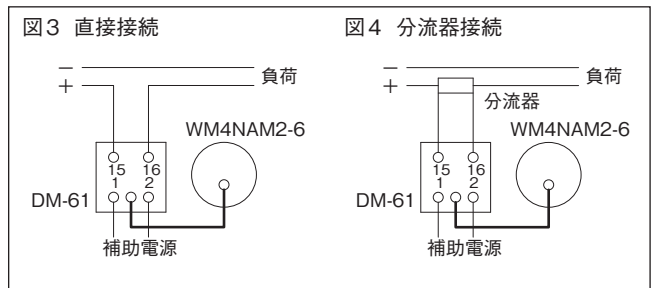 図3 直接接続
−
+
負荷
WM4NAM2-6
15 16
1 2
DM-61
補助電源
図4 分流器接続
−
+
負荷
分流器
WM4NAM2-6
15 16
1 2
DM-61
補助電源